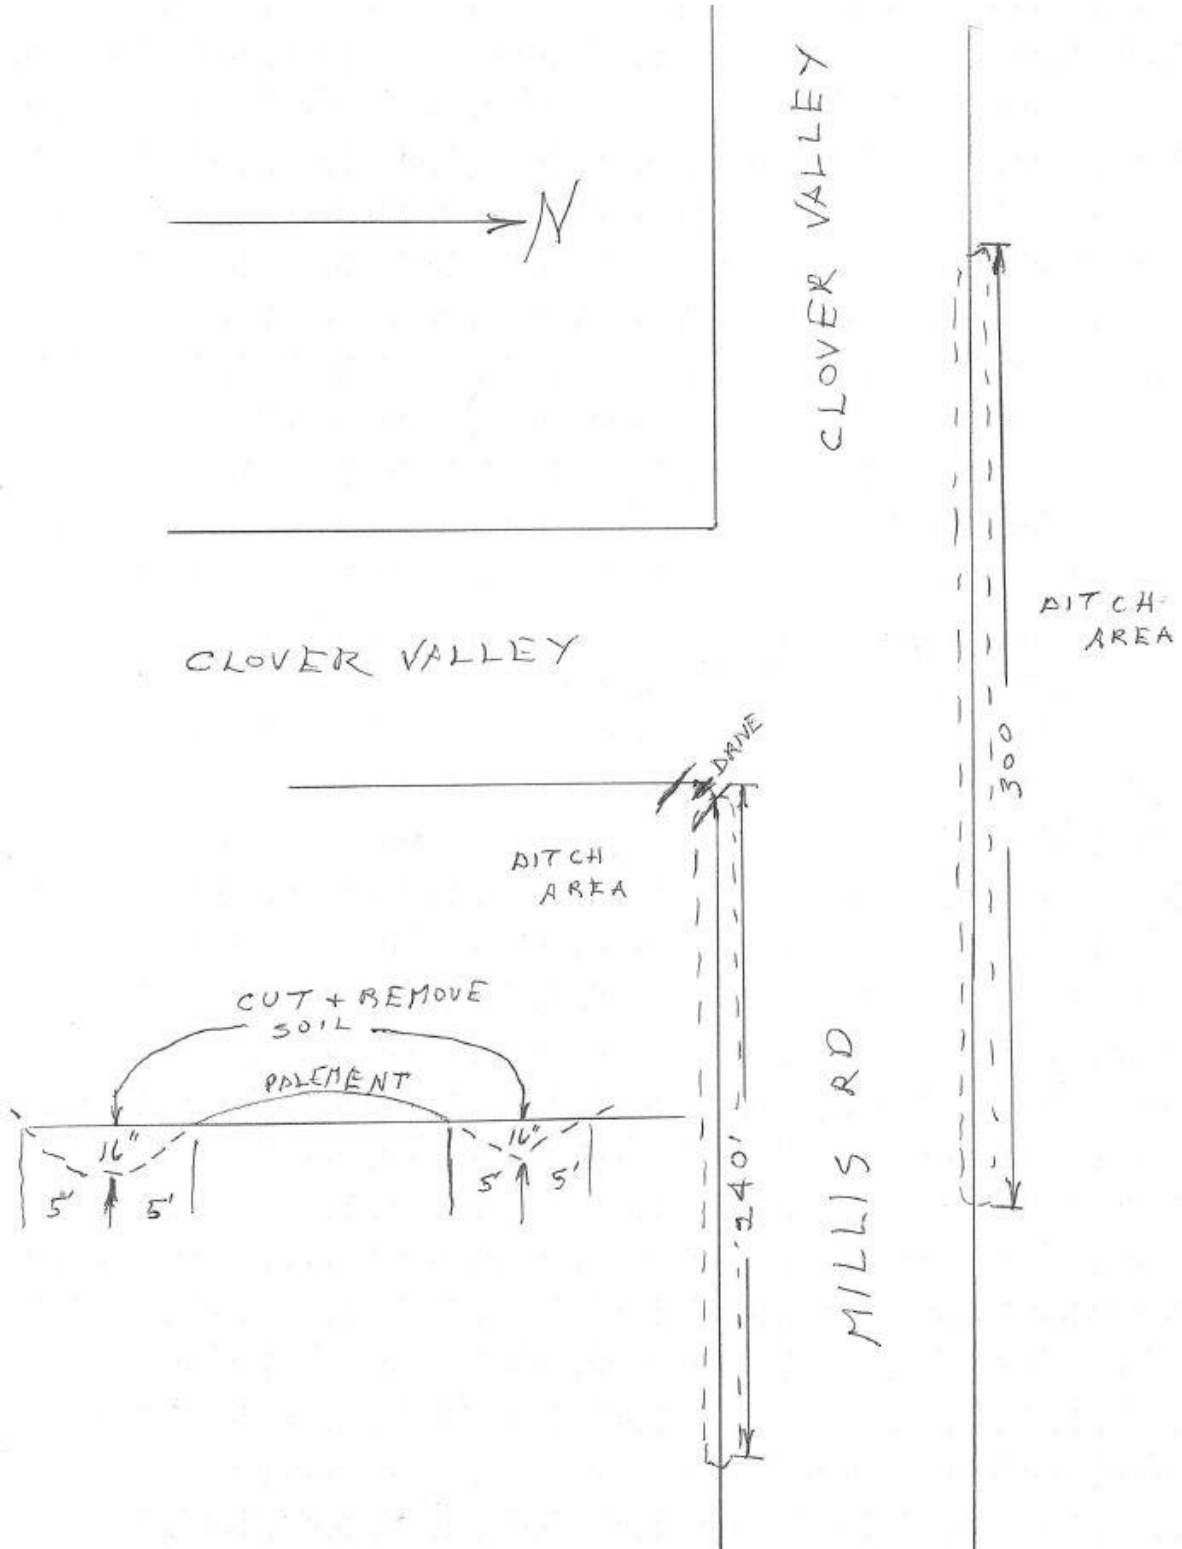 CLOVER VALLEY
N
CLOVER VALLEY
DITCH
AREA
300
DRIVE
DITCH
AREA
CUT + REMOVE
SOIL
PALEMENT
16"
5'
5'
16"
5'
5'
240'
MILLIS RD